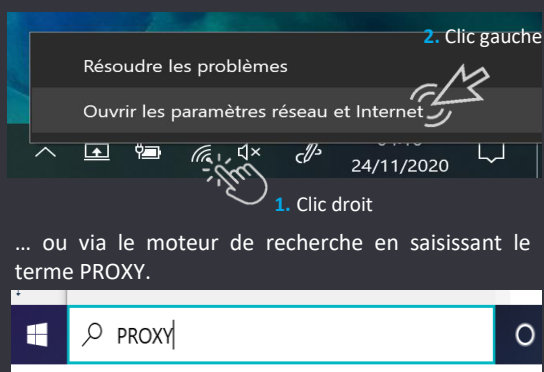 2. Clic gauche
Résoudre les problèmes
Ouvrir les paramètres réseau et Internet
24/11/2020
1. Clic droit
… ou via le moteur de recherche en saisissant le
terme PROXY.
PROXY